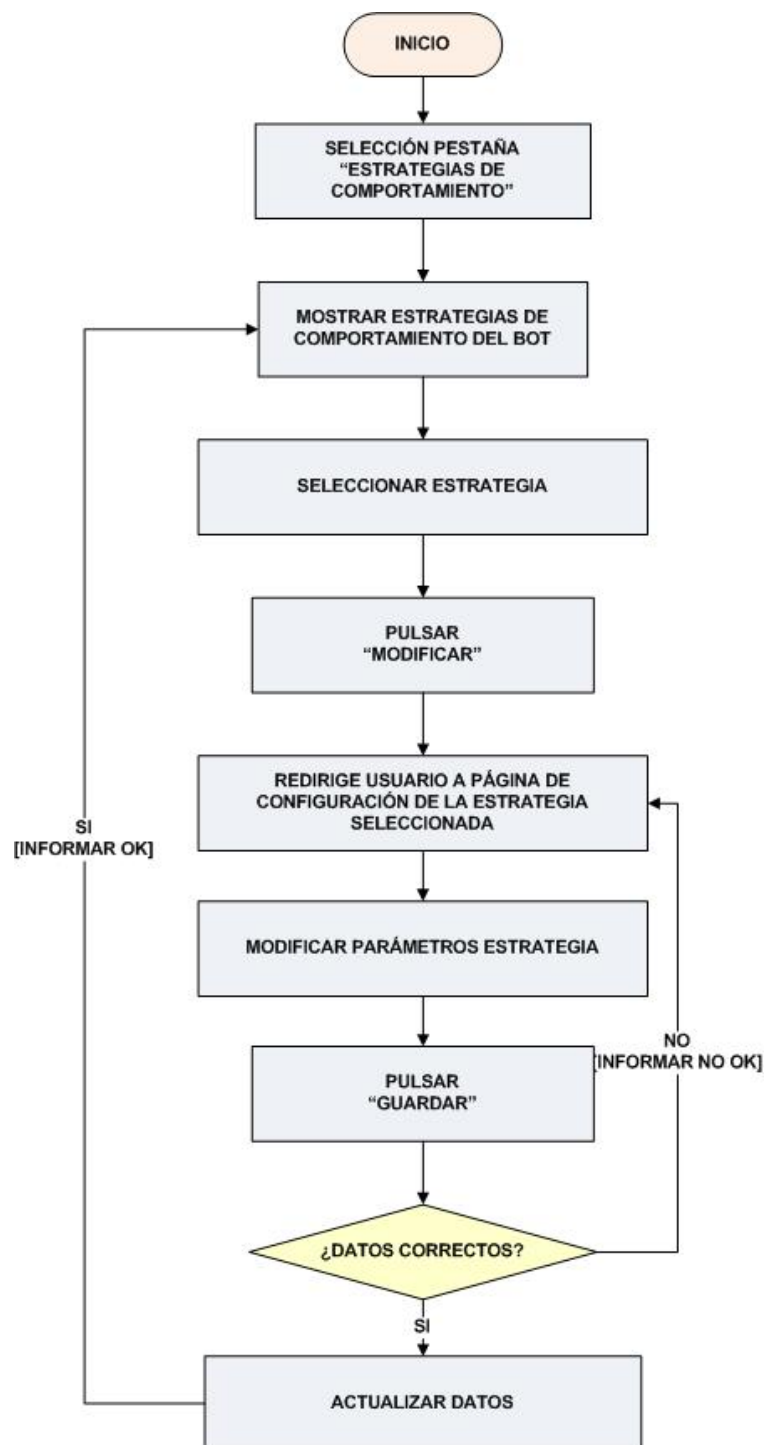 INICIO
SELECCIÓN PESTAÑA
“ESTRATEGIAS DE
COMPORTAMIENTO”
MOSTRAR ESTRATEGIAS DE
COMPORTAMIENTO DEL BOT
SELECCIONAR ESTRATEGIA
PULSAR
“MODIFICAR”
REDIRIGE USUARIO A PÁGINA DE
CONFIGURACIÓN DE LA ESTRATEGIA
SELECCIONADA
SI
[INFORMAR OK]
MODIFICAR PARÁMETROS ESTRATEGIA
NO
[INFORMAR NO OK]
PULSAR
“GUARDAR”
¿DATOS CORRECTOS?
SI
ACTUALIZAR DATOS